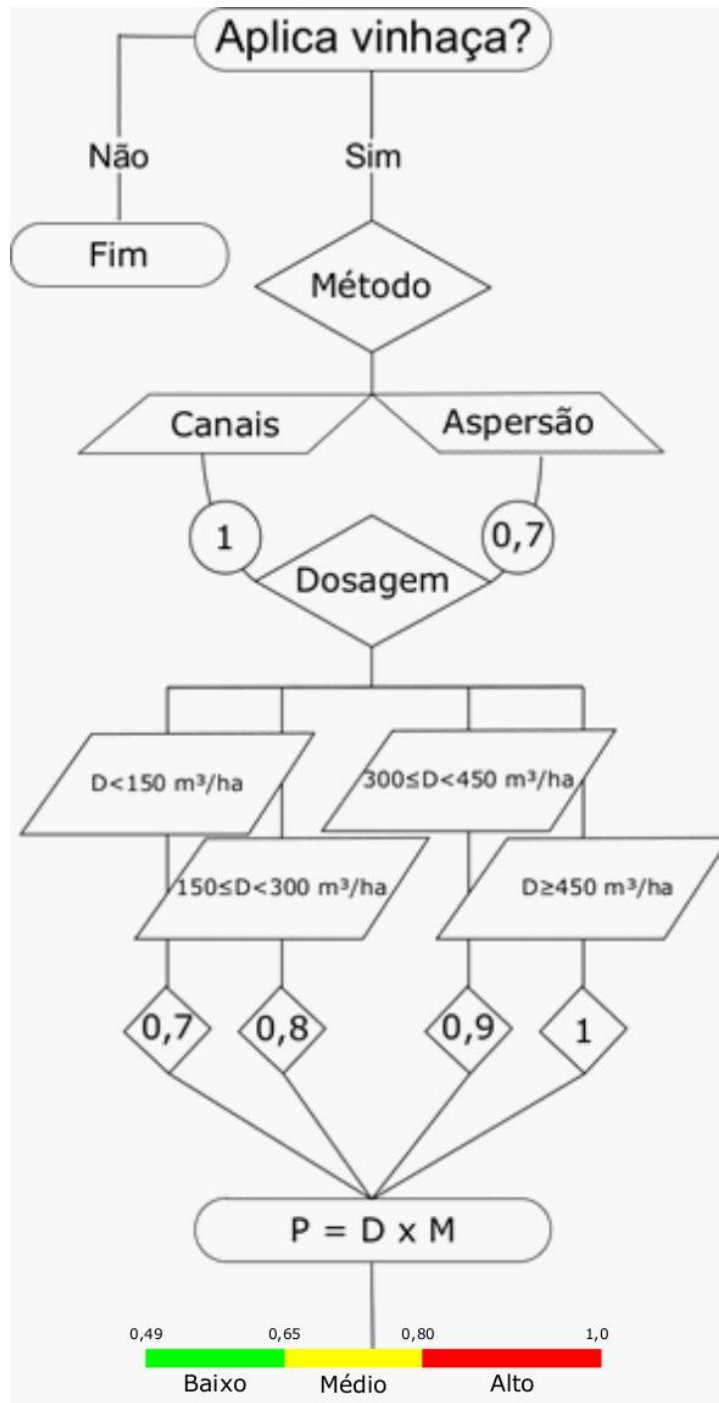 Aplica vinhaça?
Não
Sim
Fim
Método
Canais
Aspersão
1
0,7
Dosagem
D<150 m³/ha
300≤D<450 m³/ha
150≤D<300 m³/ha
D≥450 m³/ha
0,7
0,8
0,9
1
P = D x M
0,49
0,65
0,80
1,0
Baixo
Médio
Alto